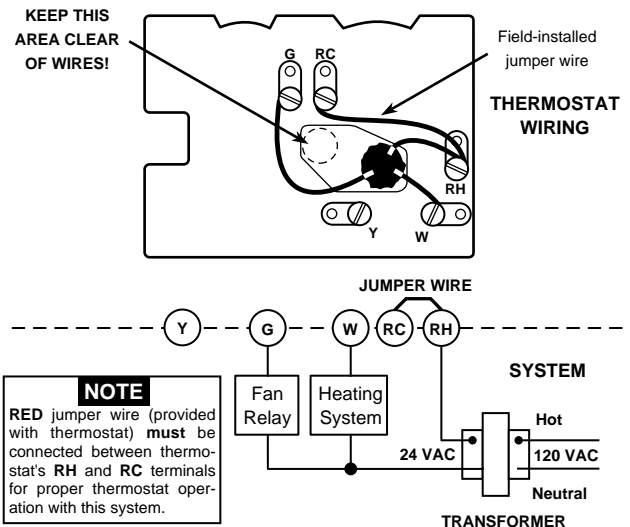 KEEP THIS
AREA CLEAR
OF WIRES!
G
RC
Field-installed
jumper wire
THERMOSTAT
WIRING
RH
Y
W
JUMPER WIRE
Y
G
W
RC
RH
SYSTEM
NOTE
RED jumper wire (provided
with thermostat) must be
connected between thermo-
stat's RH and RC terminals
for proper thermostat oper-
ation with this system.
Fan
Relay
Heating
System
Hot
24 VAC
120 VAC
Neutral
TRANSFORMER